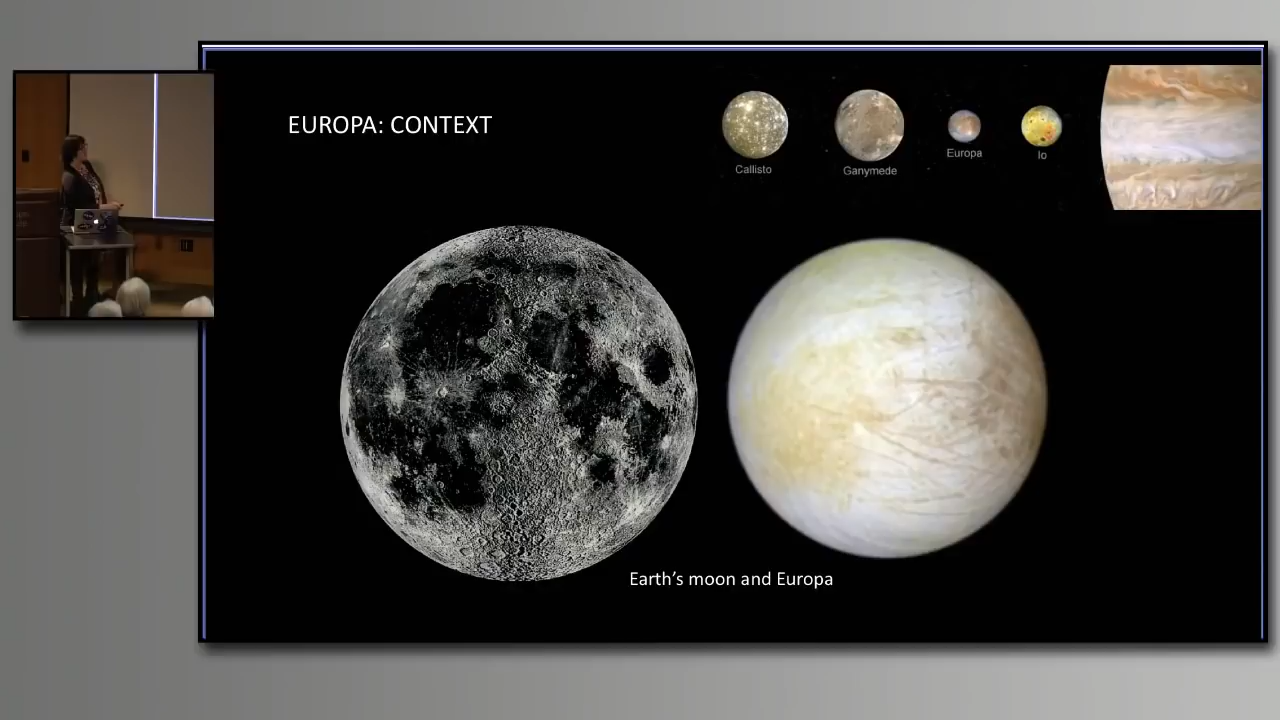 EUROPA: CONTEXT
Callisto
Ganymede
Europa
Io
Earth's moon and Europa